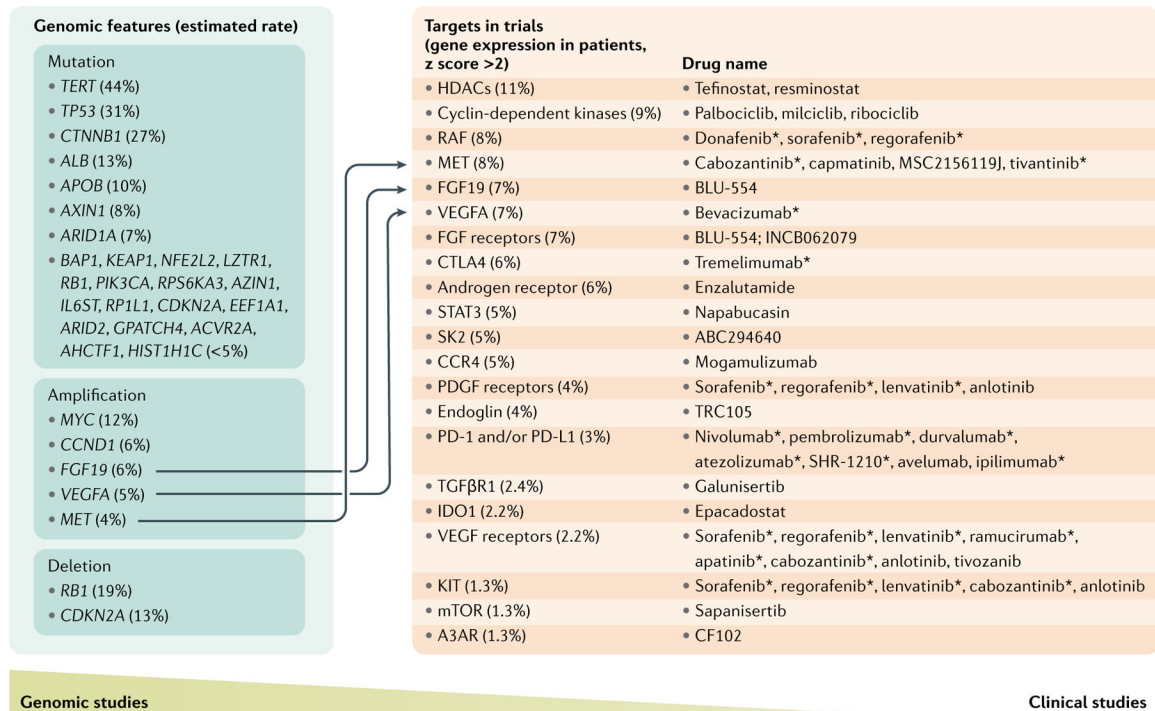 Genomic features (estimated rate)
Mutation
• TERT (44%)
• TP53 (31%)
• CTNNB1 (27%)
• ALB (13%)
• APOB (10%)
• AXIN1 (8%)
• ARID1A (7%)
• BAP1, KEAP1, NFE2L2, LZTR1,
RB1, PIK3CA, RPS6KA3, AZIN1,
IL6ST, RP1L1, CDKN2A, EEF1A1,
ARID2, GPATCH4, ACVR2A,
AHCTF1, HIST1H1C (<5%)
Amplification
• MYC (12%)
• CCND1 (6%)
• FGF19 (6%)
• VEGFA (5%)
• MET (4%)
Deletion
• RB1 (19%)
• CDKN2A (13%)
Targets in trials
(gene expression in patients,
z score >2) Drug name
• HDACs (11%) • Tefinostat, resminostat
• Cyclin-dependent kinases (9%) • Palbociclib, milciclib, ribociclib
• RAF (8%) • Donafenib*, sorafenib*, regorafenib*
• MET (8%) • Cabozantinib*, capmatinib, MSC2156119J, tivantinib*
• FGF19 (7%) • BLU-554
• VEGFA (7%) • Bevacizumab*
• FGF receptors (7%) • BLU-554; INCB062079
• CTLA4 (6%) • Tremelimumab*
• Androgen receptor (6%) • Enzalutamide
• STAT3 (5%) • Napabucasin
• SK2 (5%) • ABC294640
• CCR4 (5%) • Mogamulizumab
• PDGF receptors (4%) • Sorafenib*, regorafenib*, lenvatinib*, anlotinib
• Endoglin (4%) • TRC105
• PD-1 and/or PD-L1 (3%) • Nivolumab*, pembrolizumab*, durvalumab*,
atezolizumab*, SHR-1210*, avelumab, ipilimumab*
• TGFβR1 (2.4%) • Galunisertib
• IDO1 (2.2%) • Epacadostat
• VEGF receptors (2.2%) • Sorafenib*, regorafenib*, lenvatinib*, ramucirumab*,
apatinib*, cabozantinib*, anlotinib, tivozanib
• KIT (1.3%) • Sorafenib*, regorafenib*, lenvatinib*, cabozantinib*, anlotinib
• mTOR (1.3%) • Sapanisertib
• A3AR (1.3%) • CF102
Genomic studies Clinical studies